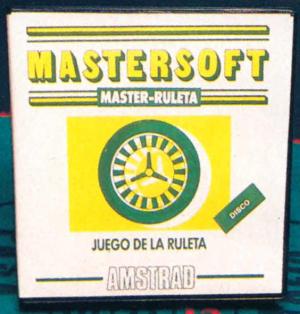 MASTERSOFT
MASTER-RULETA
DISCO
JUEGO DE LA RULETA
AMSTRAD